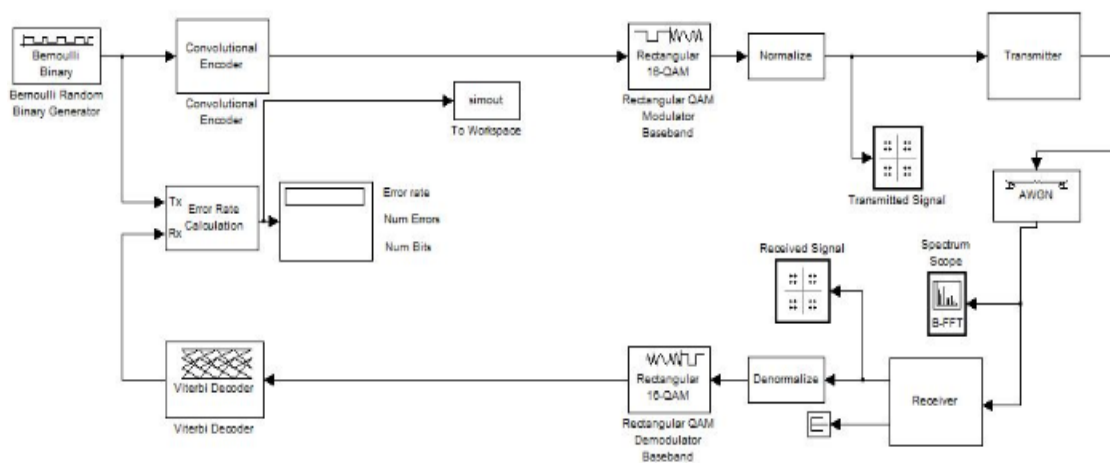 Bernoulli
Binary
Bernoulli Random
Binary Generator
Convolutional
Encoder
Convolutional
Encoder
simout
To Workspace
Rectangular
16-QAM
Rectangular QAM
Modulator
Baseband
Normalize
Transmitter
Transmitted Signal
AWGN
Tx
Rx
Error Rate
Calculation
Error rate
Num Errors
Num Bits
Received Signal
Spectrum
Scope
B-FFT
Viterbi Decoder
Viterbi Decoder
Rectangular
16-QAM
Rectangular QAM
Demodulator
Baseband
Denormalize
Receiver